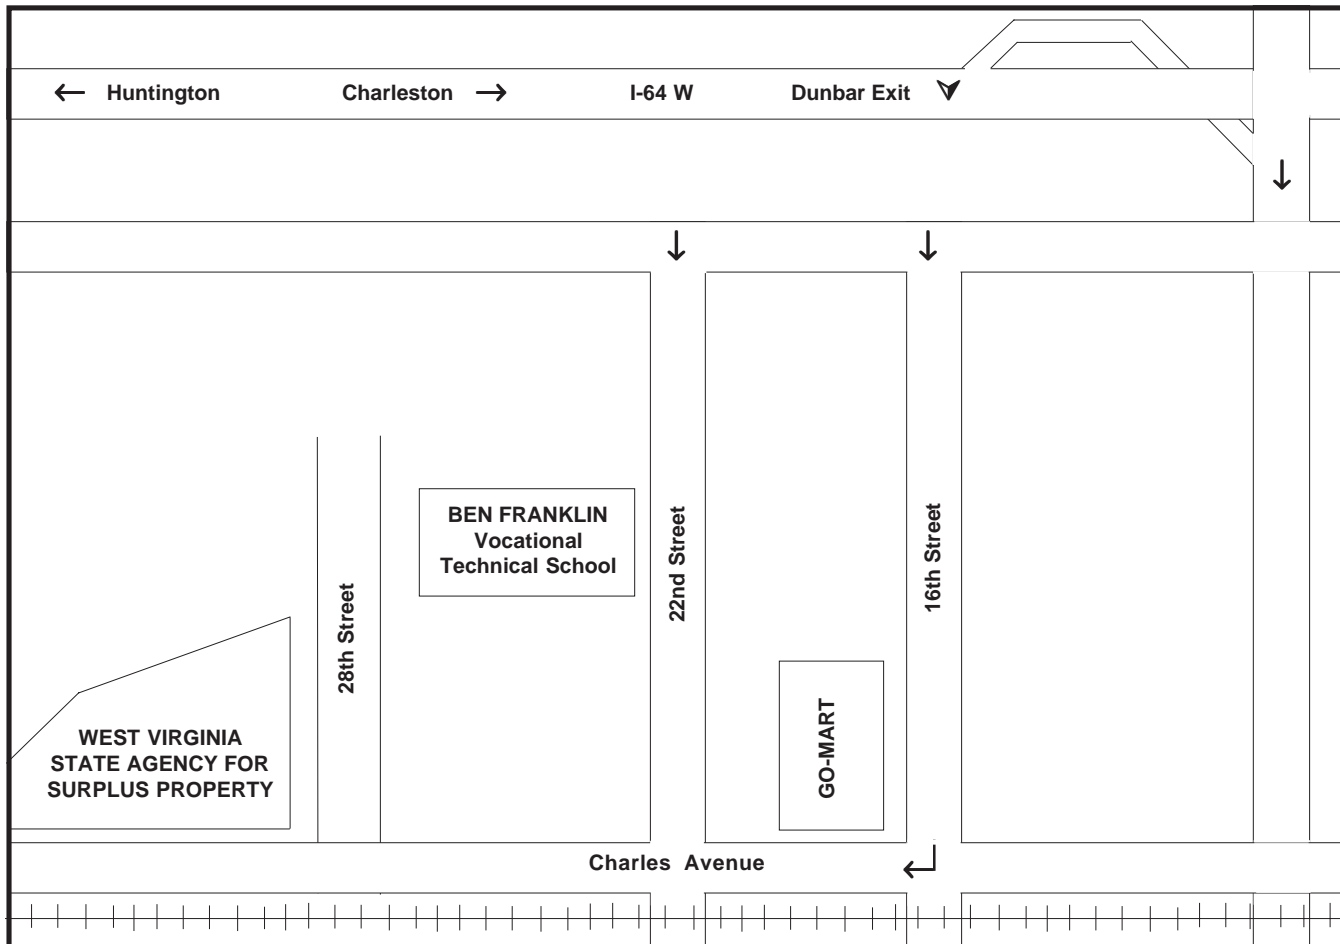 Huntington
Charleston
I-64 W
Dunbar Exit
BEN FRANKLIN
Vocational
Technical School
22nd Street
16th Street
28th Street
WEST VIRGINIA
STATE AGENCY FOR
SURPLUS PROPERTY
GO-MART
Charles Avenue